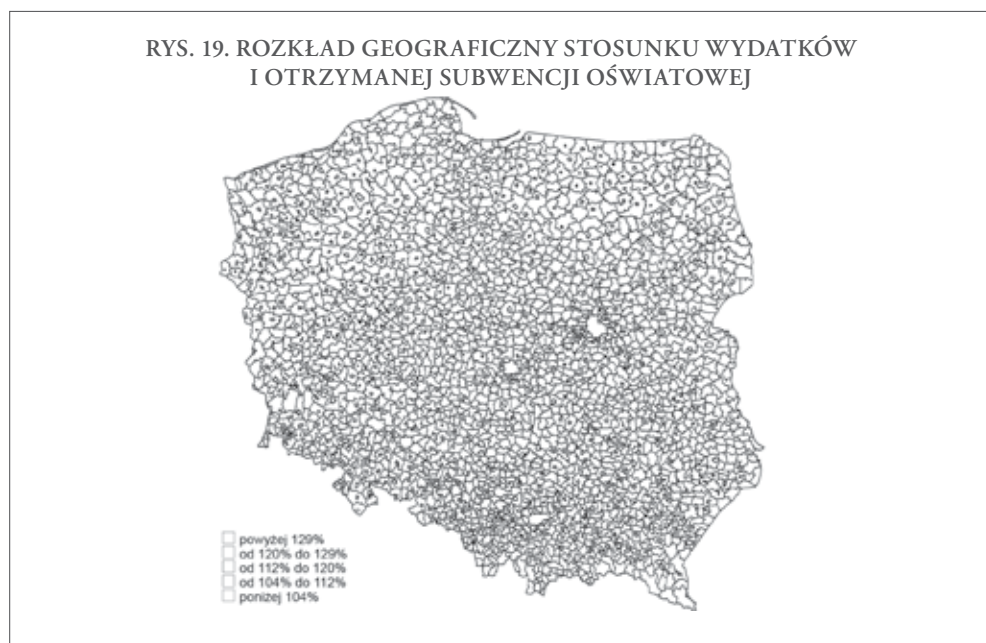 RYS. 19. ROZKŁAD GEOGRAFICZNY STOSUNKU WYDATKÓW
I OTRZYMANEJ SUBWENCJI OŚWIATOWEJ
powyżej 129%
od 120% do 129%
od 112% do 120%
od 104% do 112%
poniżej 104%